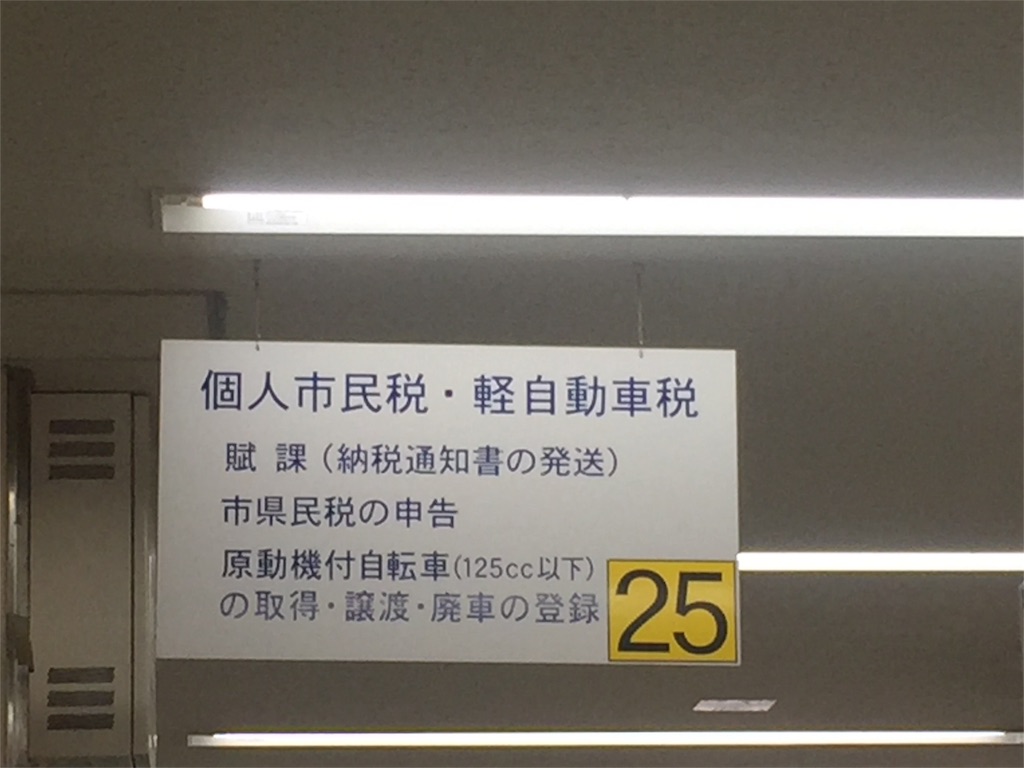 個人市民税・軽自動車税
賦課（納税通知書の発送）
市県民税の申告
原動機付自転車(125cc以下)
の取得・譲渡・廃車の登録
25